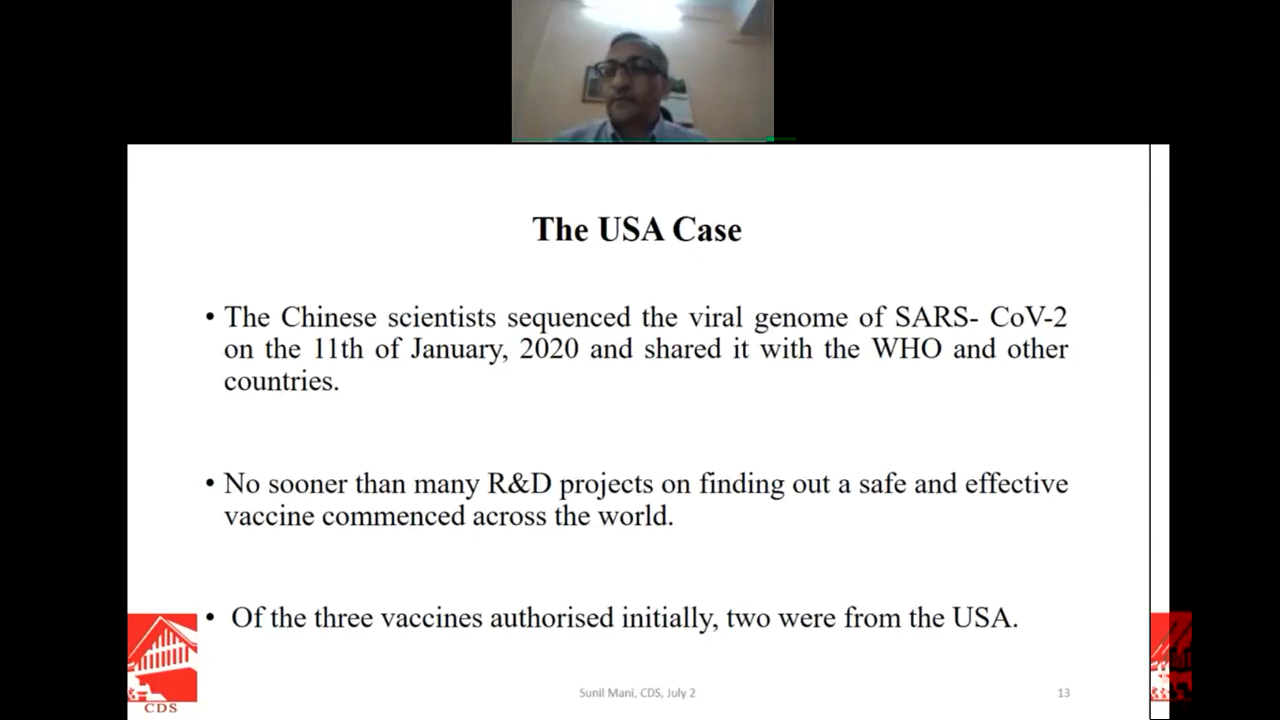 The USA Case
• The Chinese scientists sequenced the viral genome of SARS- CoV-2
on the 11th of January, 2020 and shared it with the WHO and other
countries.
• No sooner than many R&D projects on finding out a safe and effective
vaccine commenced across the world.
• Of the three vaccines authorised initially, two were from the USA.
CDS
Sunil Mani, CDS, July 2
13